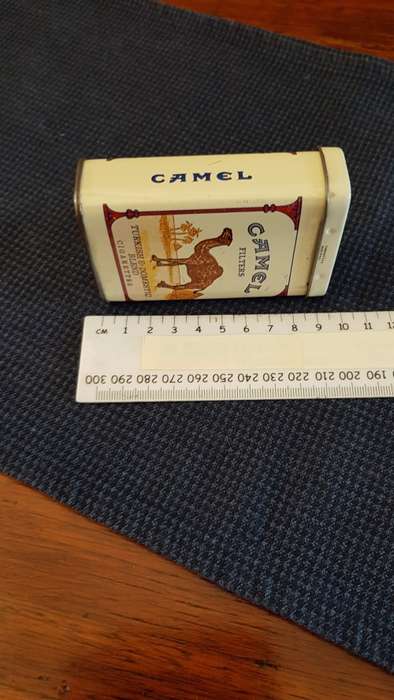 CAMEL
CAMEL
FILTERS
TURKISH & DOMESTIC
BLEND
CIGARETTES
CM 1 2 3 4 5 6 7 8 9 10 11 12
300 290 280 270 260 250 240 230 220 210 200 190